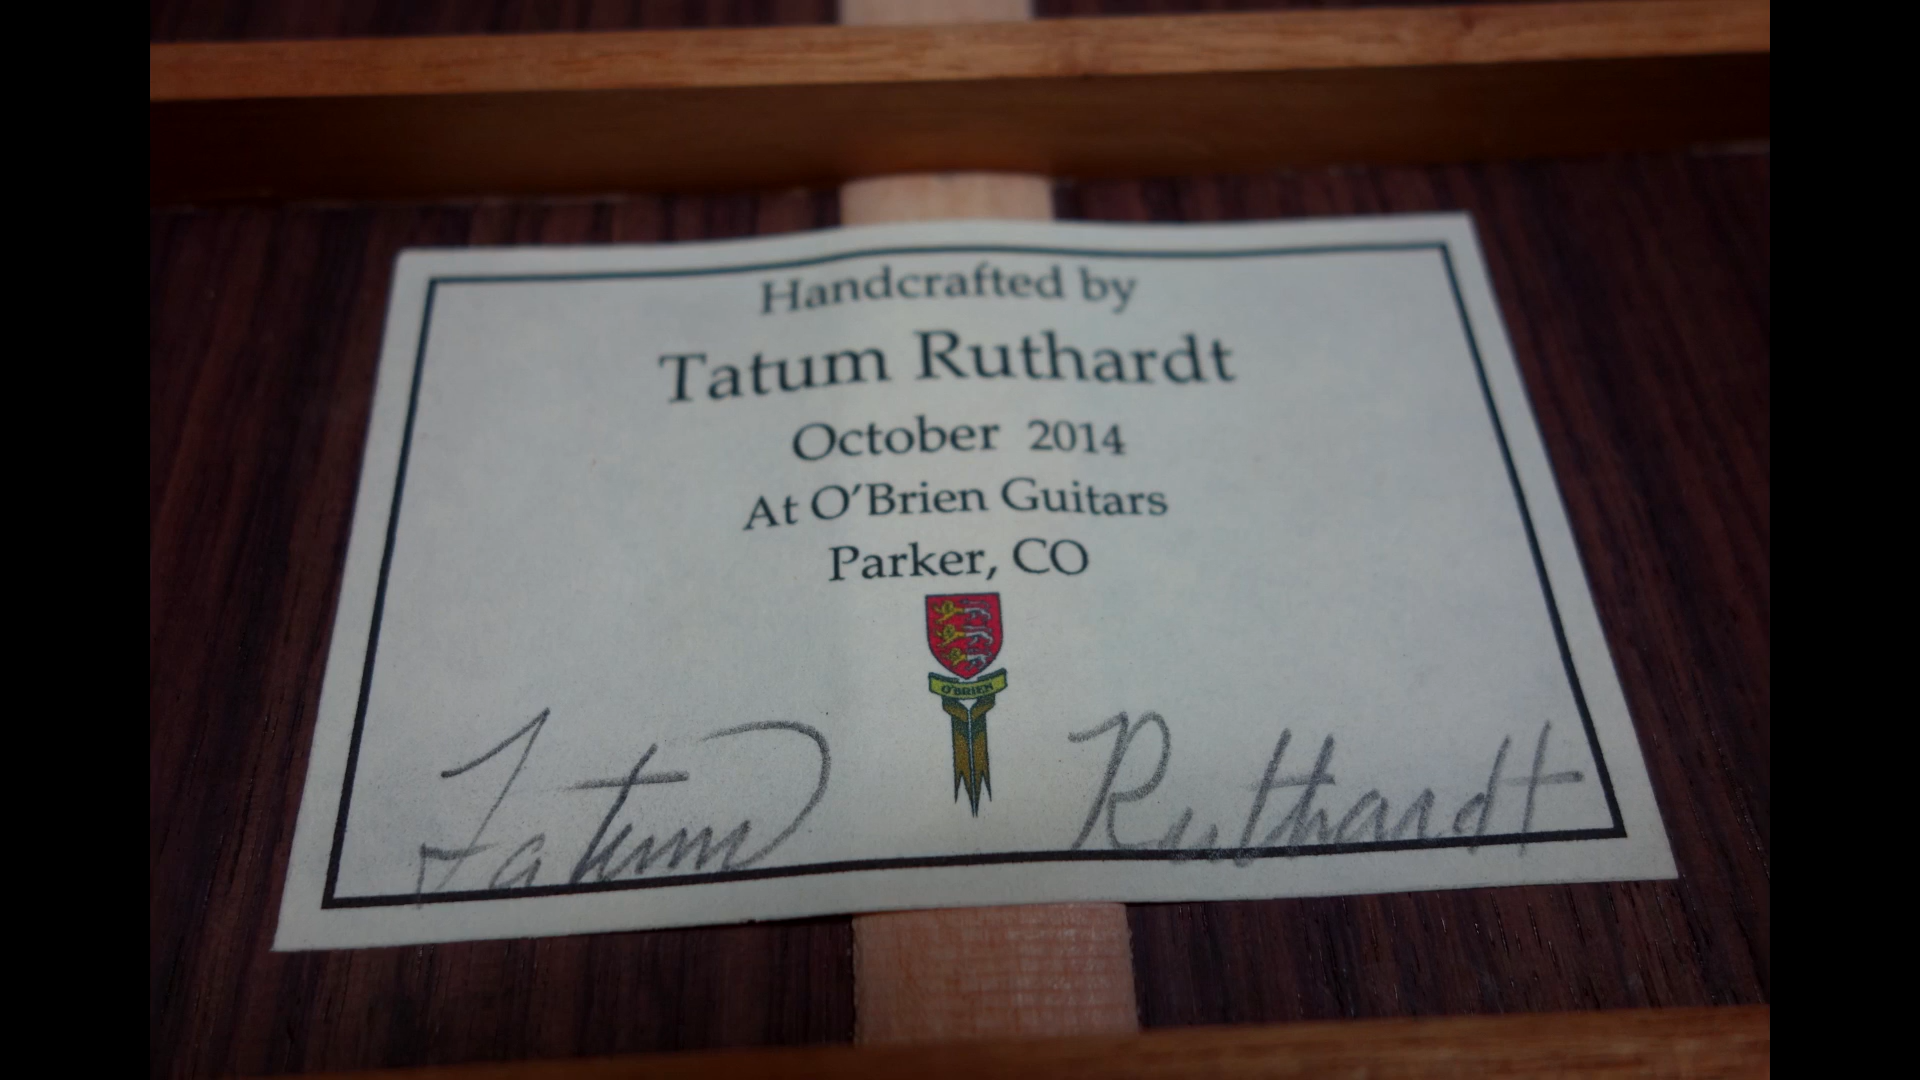 Handcrafted by
Tatum Ruthardt
October 2014
At O'Brien Guitars
Parker, CO
O'BRIEN
Tatum Ruthardt